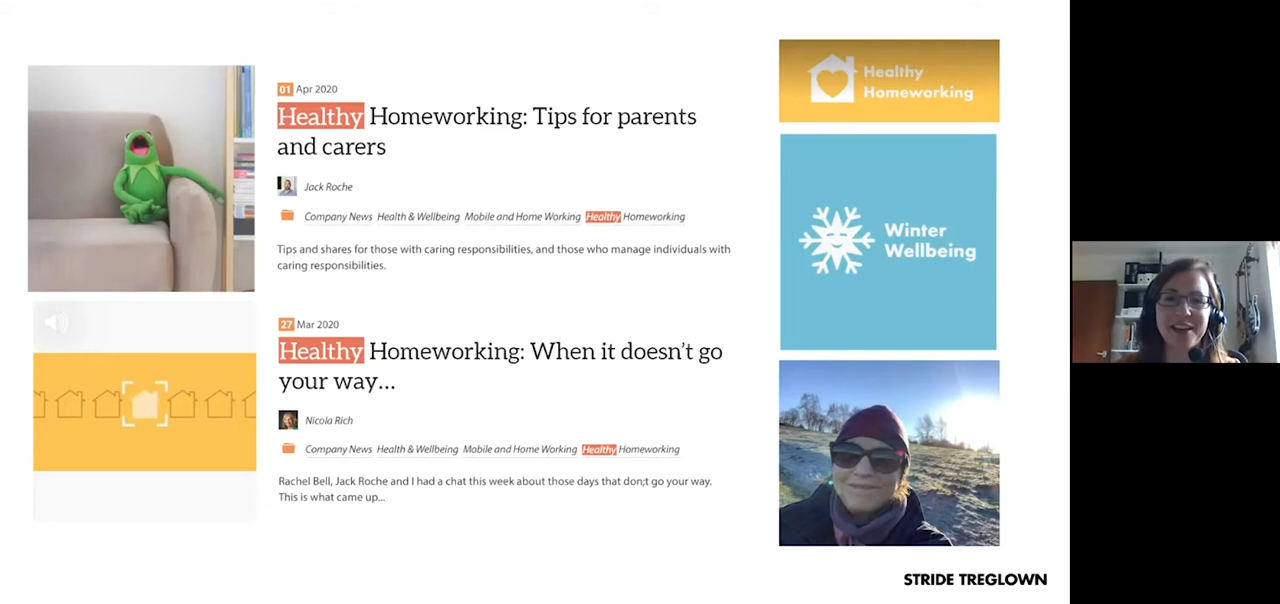 01 Apr 2020
Healthy Homeworking: Tips for parents
and carers
Jack Roche
Company News Health & Wellbeing Mobile and Home Working Healthy Homeworking
Tips and shares for those with caring responsibilities, and those who manage individuals with
caring responsibilities.
27 Mar 2020
Healthy Homeworking: When it doesn't go
your way...
Nicola Rich
Company News Health & Wellbeing Mobile and Home Working Healthy Homeworking
Rachel Bell, Jack Roche and I had a chat this week about those days that don;t go your way.
This is what came up...
Healthy
Homeworking
Winter
Wellbeing
STRIDE TREGLOWN